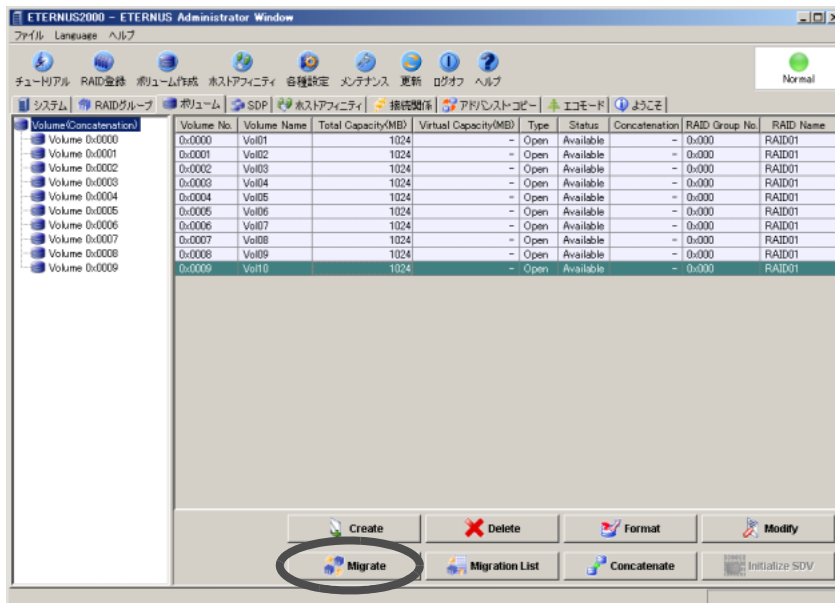 ETERNUS2000 - ETERNUS Administrator Window
ファイル Language ヘルプ
チュートリアル RAID登録 ボリューム作成 ホストアフィニティ 各種設定 メンテナンス 更新 ログオフ ヘルプ
Normal
システム RAIDグループ ボリューム SDP ホストアフィニティ 接続関係 アドバンスト・コピー エコモード ようこそ
Volume(Concatenation)
Volume 0x0000
Volume 0x0001
Volume 0x0002
Volume 0x0003
Volume 0x0004
Volume 0x0005
Volume 0x0006
Volume 0x0007
Volume 0x0008
Volume 0x0009
Volume No. Volume Name Total Capacity(MB) Virtual Capacity(MB) Type Status Concatenation RAID Group No. RAID Name
0x0000 Vol01 1024 - Open Available - 0x000 RAID01
0x0001 Vol02 1024 - Open Available - 0x000 RAID01
0x0002 Vol03 1024 - Open Available - 0x000 RAID01
0x0003 Vol04 1024 - Open Available - 0x000 RAID01
0x0004 Vol05 1024 - Open Available - 0x000 RAID01
0x0005 Vol06 1024 - Open Available - 0x000 RAID01
0x0006 Vol07 1024 - Open Available - 0x000 RAID01
0x0007 Vol08 1024 - Open Available - 0x000 RAID01
0x0008 Vol09 1024 - Open Available - 0x000 RAID01
0x0009 Vol10 1024 - Open Available - 0x000 RAID01
Create Delete Format Modify
Migrate Migration List Concatenate Initialize SDV